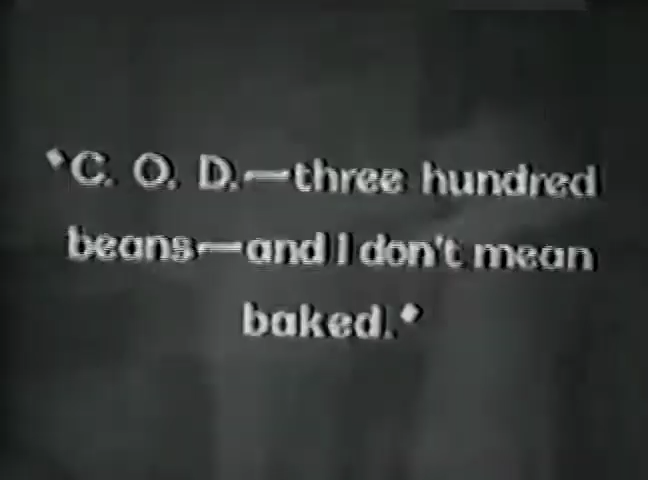 "C. O. D.—three hundred
beans—and I don't mean
baked."